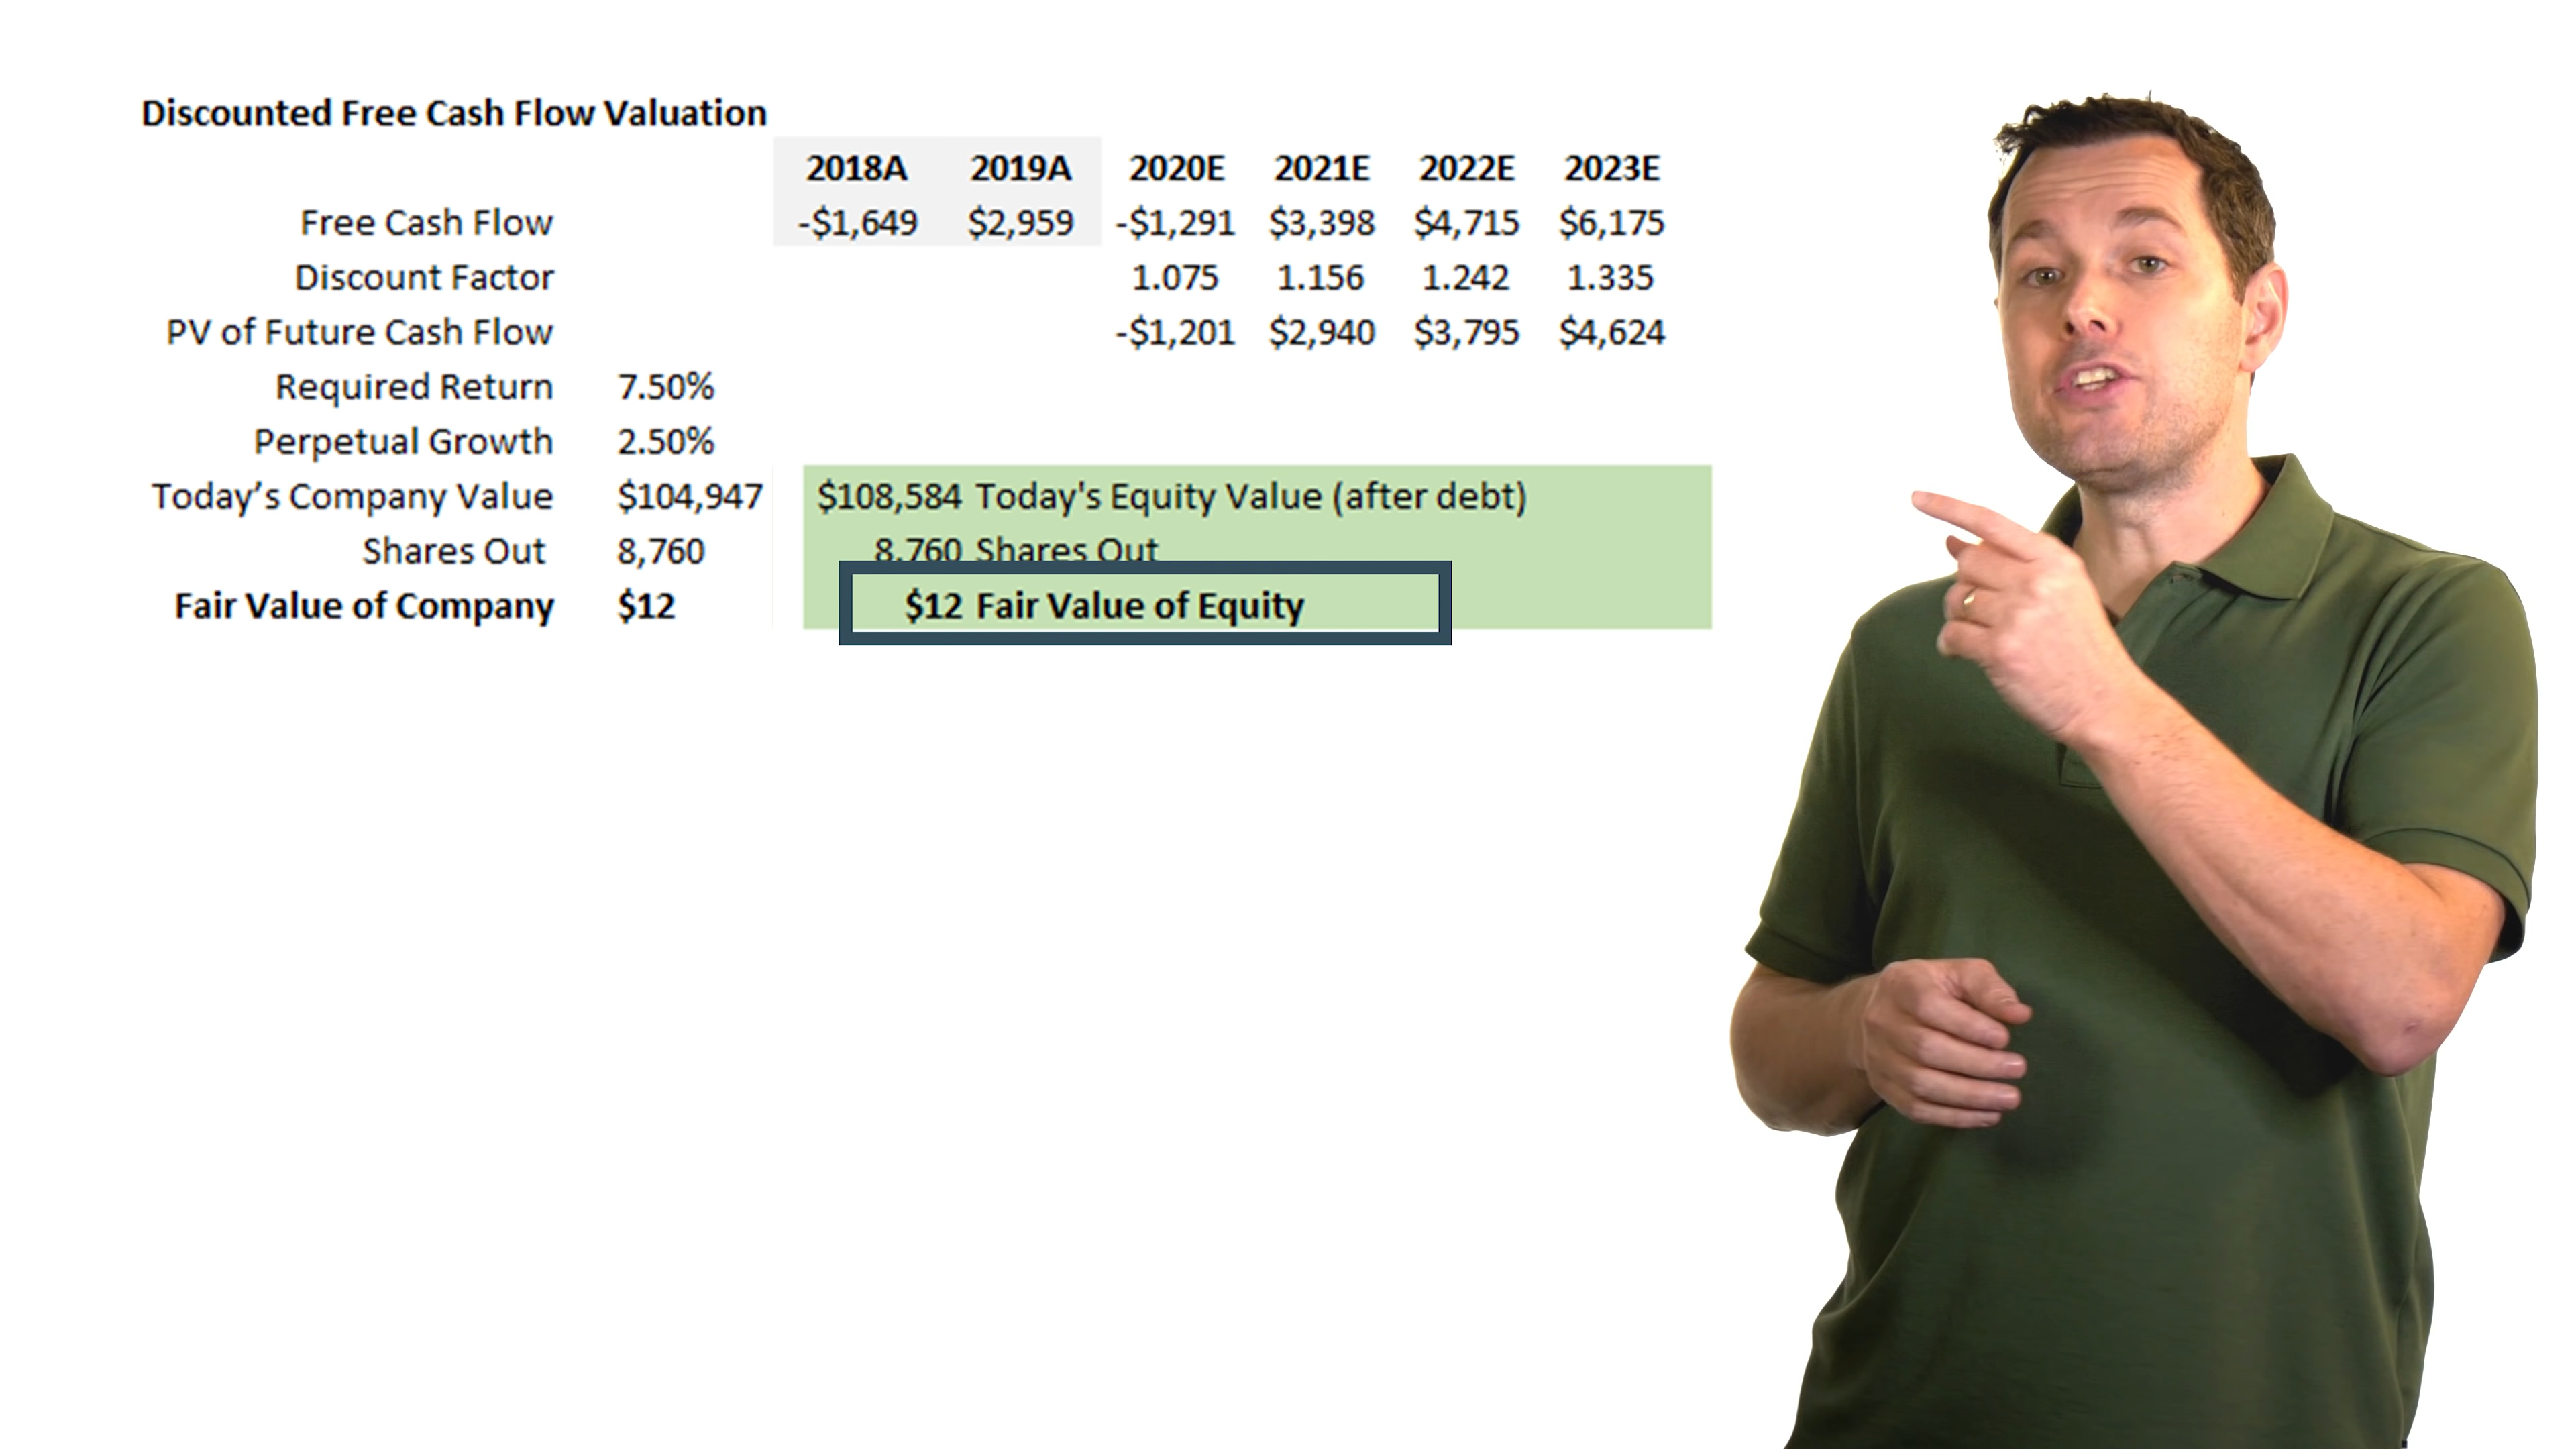 Discounted Free Cash Flow Valuation
2018A 2019A 2020E 2021E 2022E 2023E
Free Cash Flow -$1,649 $2,959 -$1,291 $3,398 $4,715 $6,175
Discount Factor 1.075 1.156 1.242 1.335
PV of Future Cash Flow -$1,201 $2,940 $3,795 $4,624
Required Return 7.50%
Perpetual Growth 2.50%
Today’s Company Value $104,947 $108,584 Today's Equity Value (after debt)
Shares Out 8,760 8,760 Shares Out
Fair Value of Company $12 $12 Fair Value of Equity